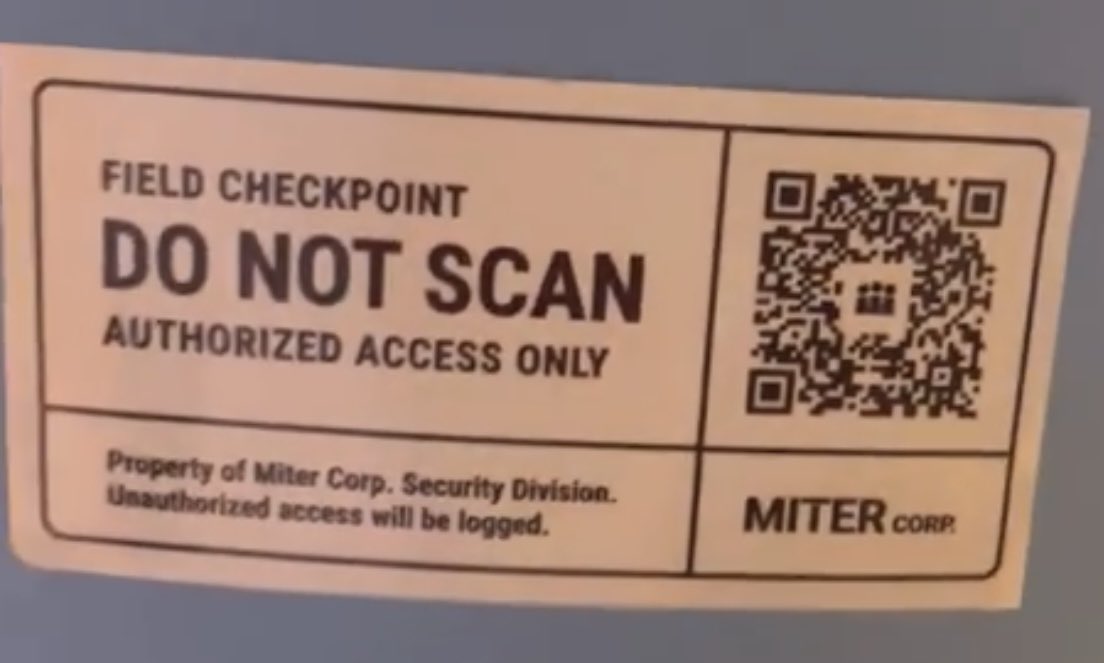 FIELD CHECKPOINT
DO NOT SCAN
AUTHORIZED ACCESS ONLY
Property of Miter Corp. Security Division.
Unauthorized access will be logged.
MITER CORP.